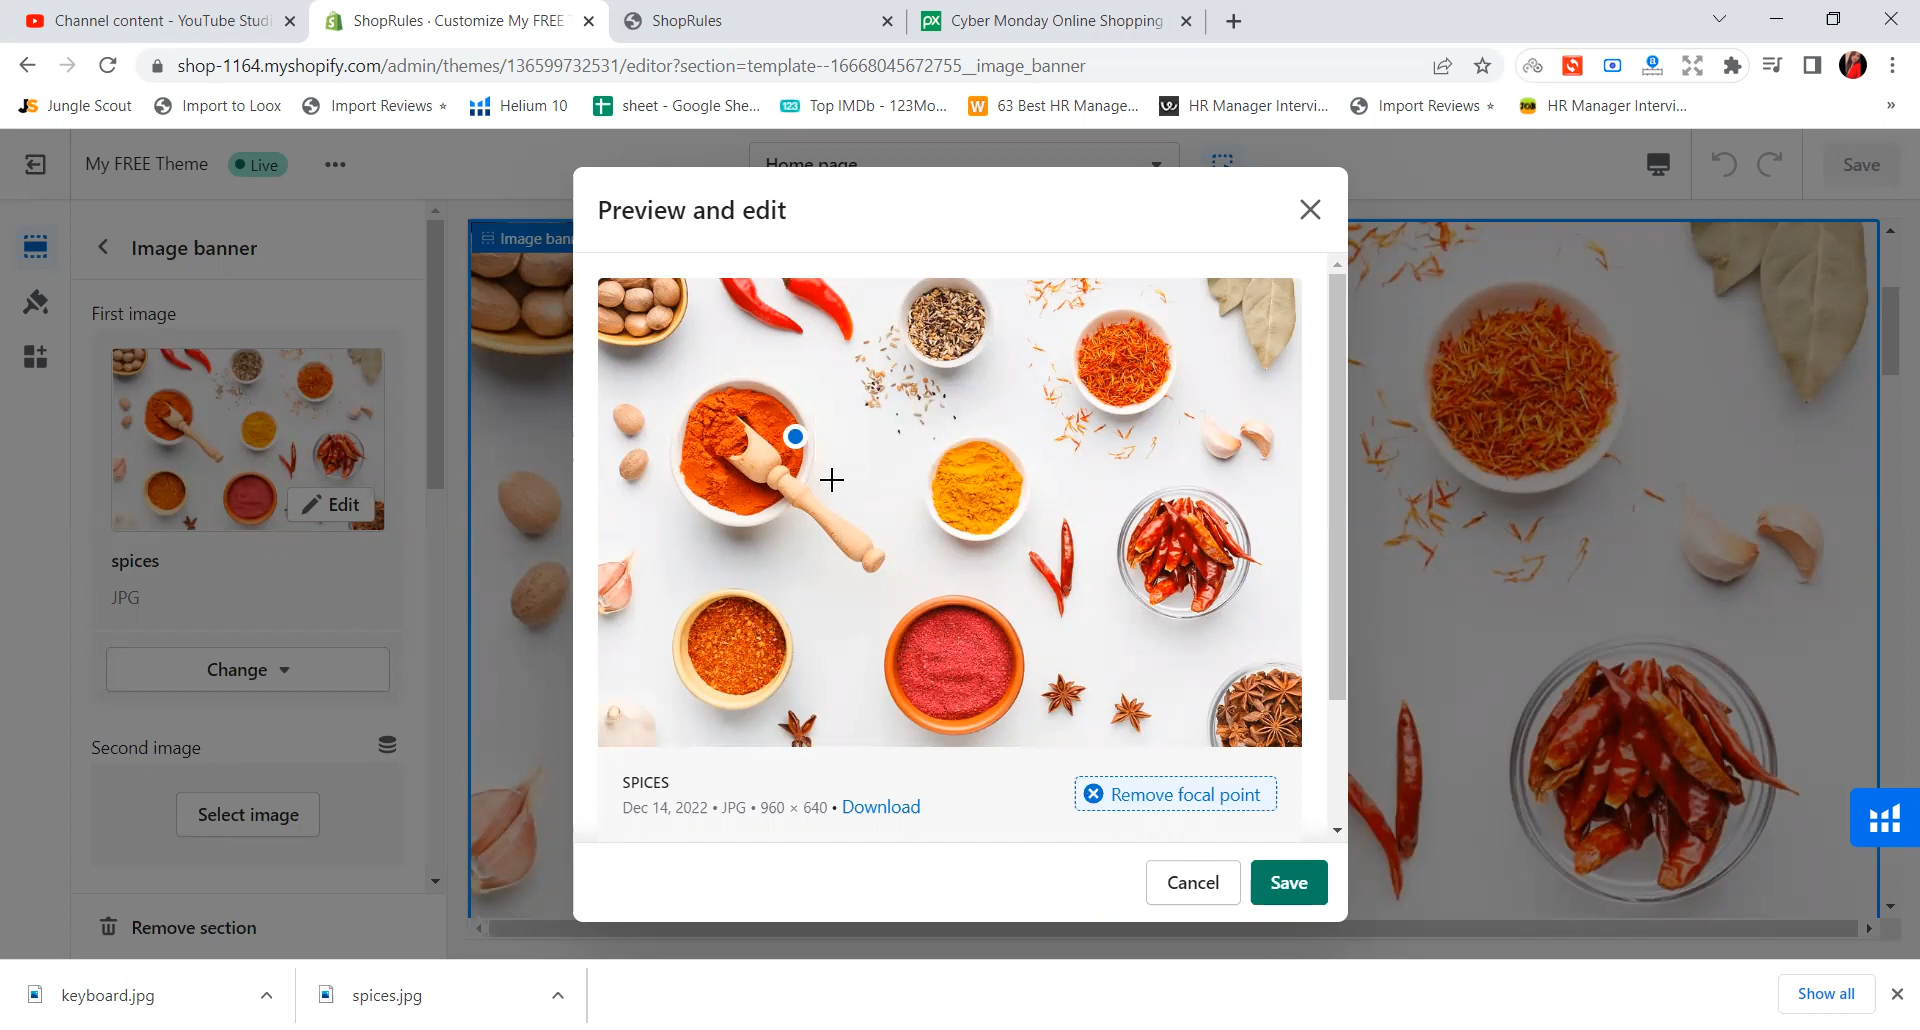 Channel content - YouTube Studi
ShopRules · Customize My FREE T
ShopRules
Cyber Monday Online Shopping
shop-1164.myshopify.com/admin/themes/136599732531/editor?section=template--16668045672755__image_banner
Jungle Scout
Import to Loox
Import Reviews ⭑
Helium 10
sheet - Google She...
Top IMDb - 123Mo...
63 Best HR Manage...
HR Manager Intervi...
Import Reviews ⭑
HR Manager Intervi...
»
My FREE Theme
Live
Home page
Save
Image banner
Image ban
Preview and edit
First image
Edit
spices
JPG
Change
Second image
Select image
SPICES
Dec 14, 2022 • JPG • 960 × 640 • Download
Remove focal point
Cancel
Save
Remove section
keyboard.jpg
spices.jpg
Show all